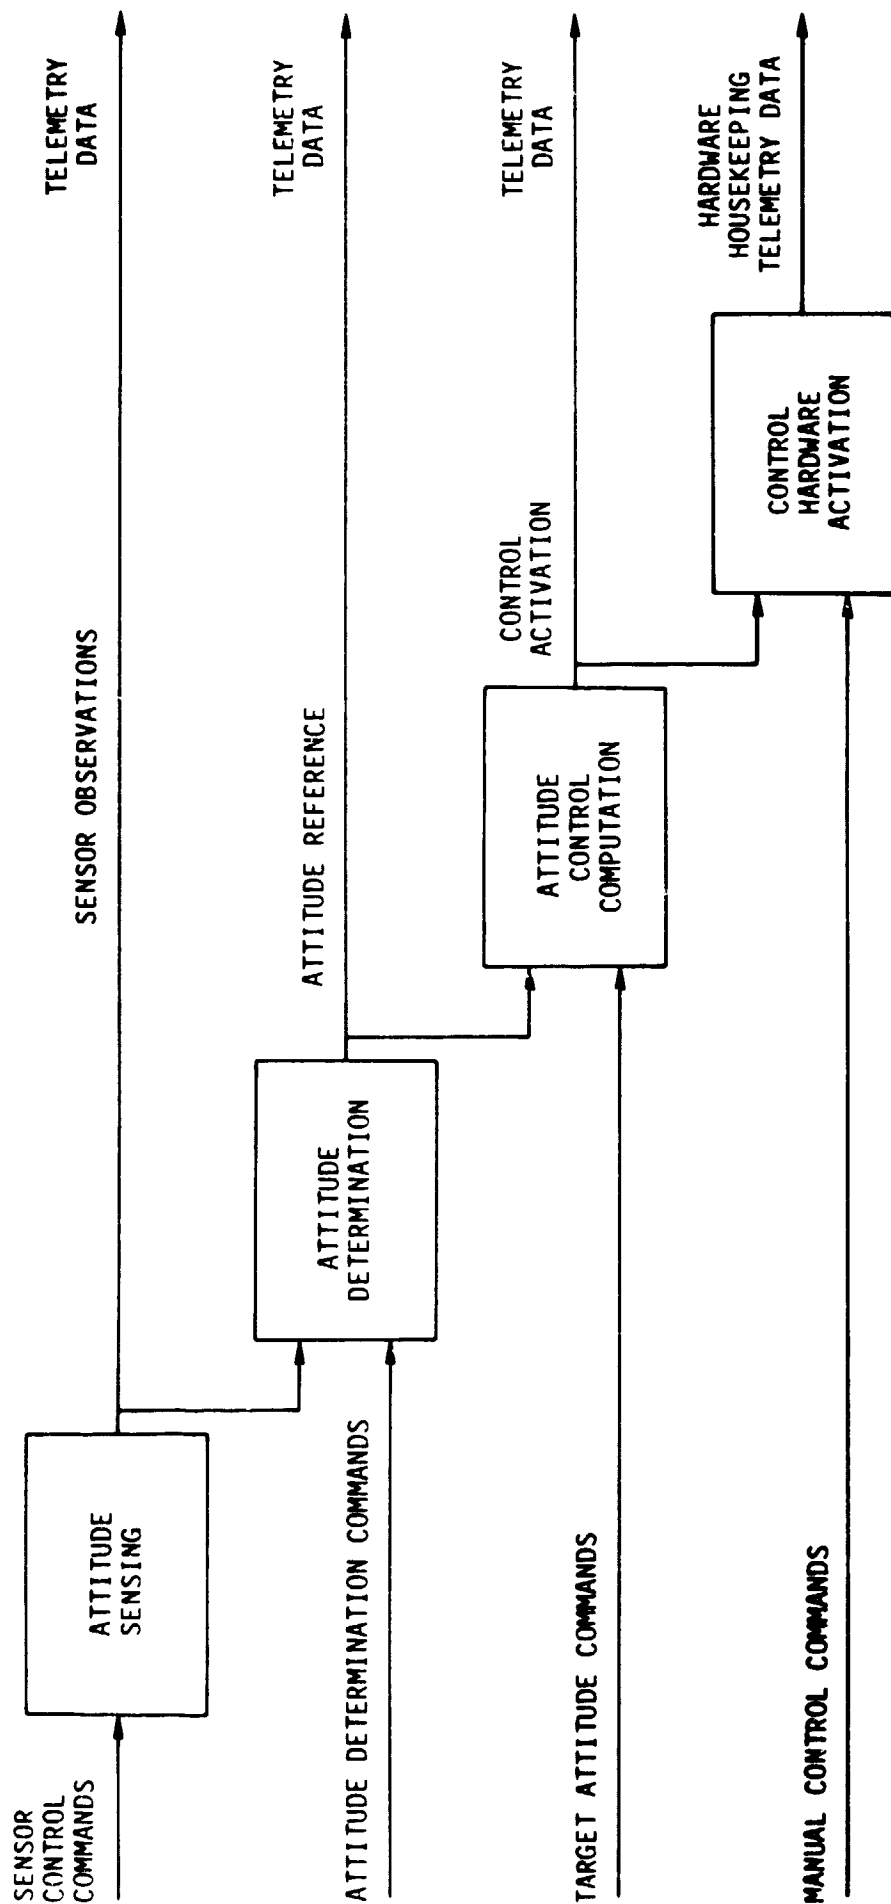 SENSOR
CONTROL
COMMANDS
ATTITUDE
SENSING
SENSOR OBSERVATIONS
TELEMETRY
DATA
ATTITUDE DETERMINATION COMMANDS
ATTITUDE
DETERMINATION
ATTITUDE REFERENCE
TELEMETRY
DATA
TARGET ATTITUDE COMMANDS
ATTITUDE
CONTROL
COMPUTATION
CONTROL
ACTIVATION
TELEMETRY
DATA
MANUAL CONTROL COMMANDS
CONTROL
HARDWARE
ACTIVATION
HARDWARE
HOUSEKEEPING
TELEMETRY DATA